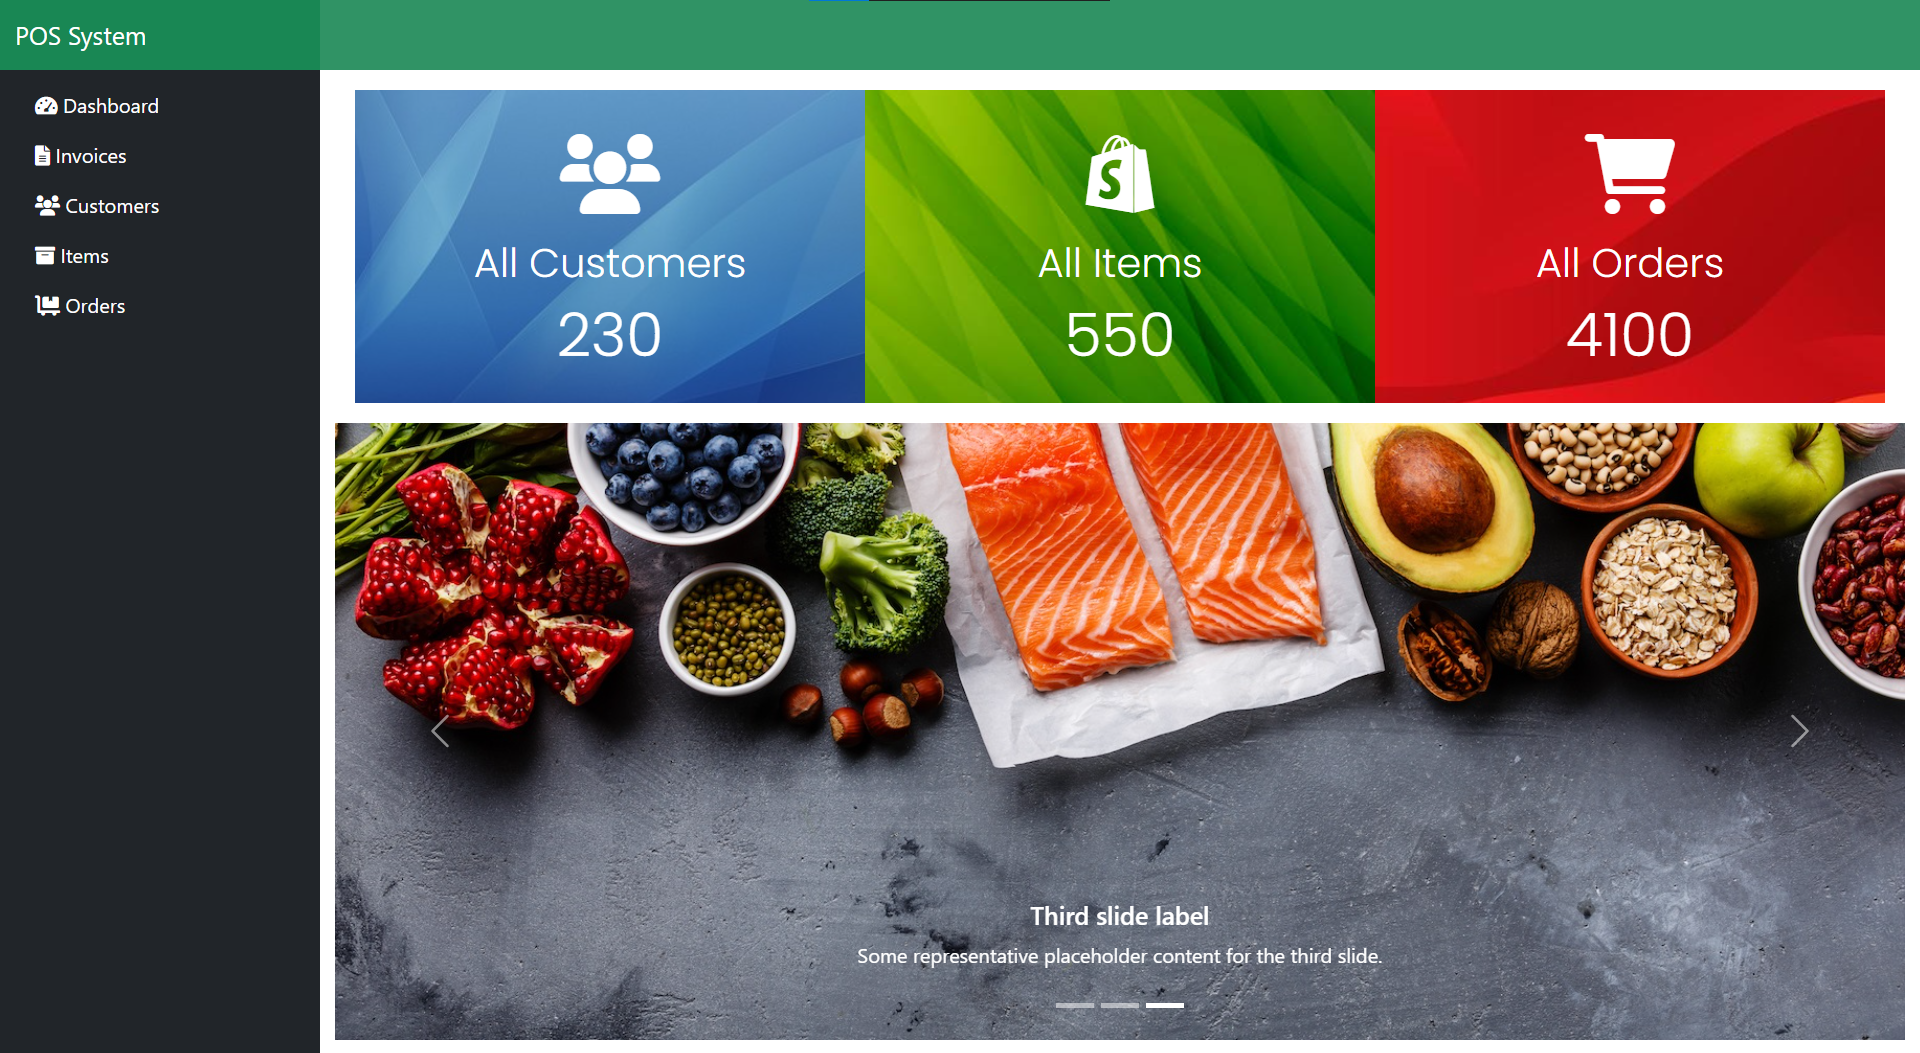 POS System
Dashboard
Invoices
Customers
Items
Orders
All Customers
230
All Items
550
All Orders
4100
Third slide label
Some representative placeholder content for the third slide.